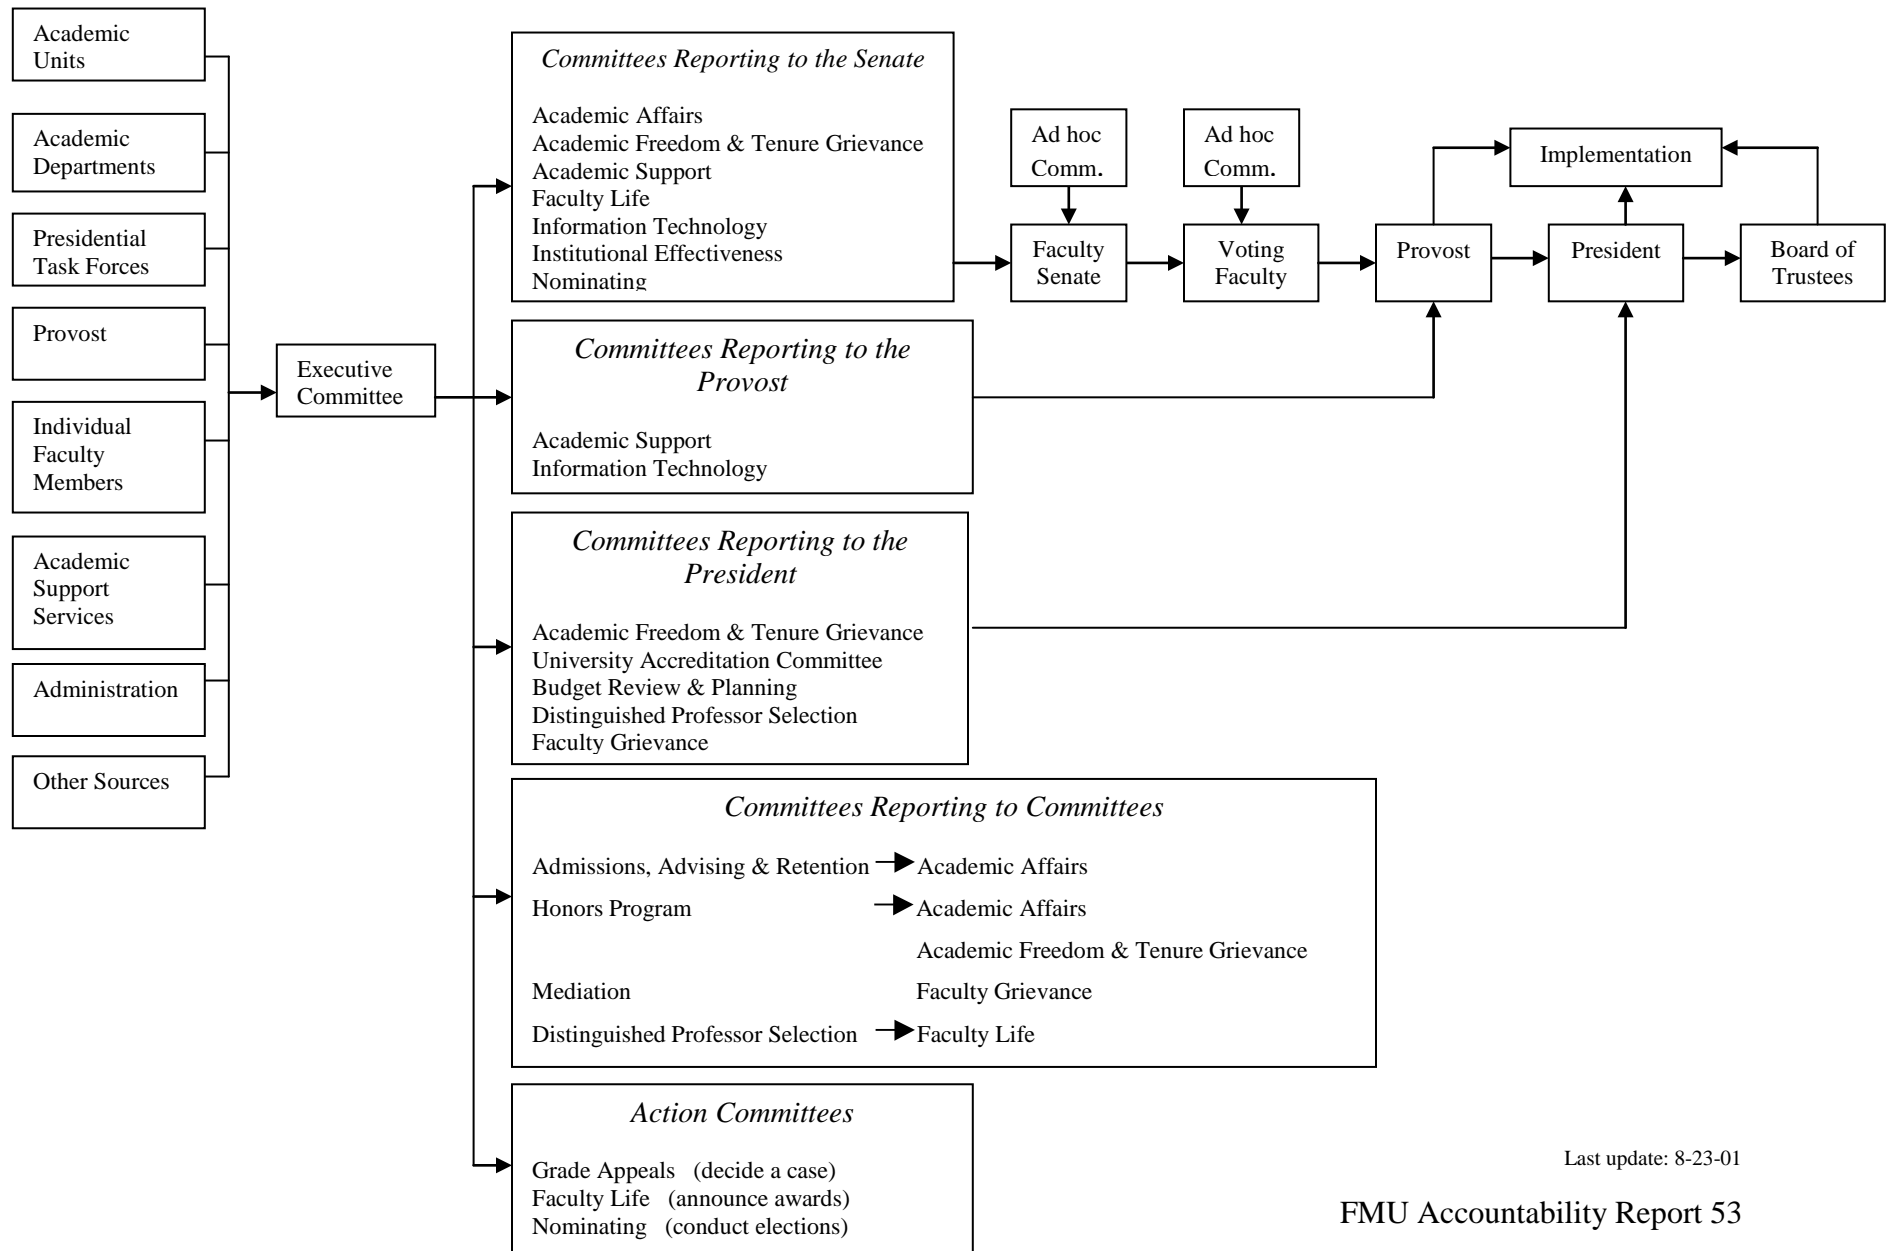 Academic
Units
Academic
Departments
Presidential
Task Forces
Provost
Individual
Faculty
Members
Academic
Support
Services
Administration
Other Sources
Executive
Committee
Committees Reporting to the Senate
Academic Affairs
Academic Freedom & Tenure Grievance
Academic Support
Faculty Life
Information Technology
Institutional Effectiveness
Nominating
Committees Reporting to the
Provost
Academic Support
Information Technology
Committees Reporting to the
President
Academic Freedom & Tenure Grievance
University Accreditation Committee
Budget Review & Planning
Distinguished Professor Selection
Faculty Grievance
Committees Reporting to Committees
Admissions, Advising & Retention Academic Affairs
Honors Program Academic Affairs
Academic Freedom & Tenure Grievance
Mediation Faculty Grievance
Distinguished Professor Selection Faculty Life
Action Committees
Grade Appeals (decide a case)
Faculty Life (announce awards)
Nominating (conduct elections)
Ad hoc
Comm.
Ad hoc
Comm.
Implementation
Faculty
Senate
Voting
Faculty
Provost
President
Board of
Trustees
Last update: 8-23-01
FMU Accountability Report 53